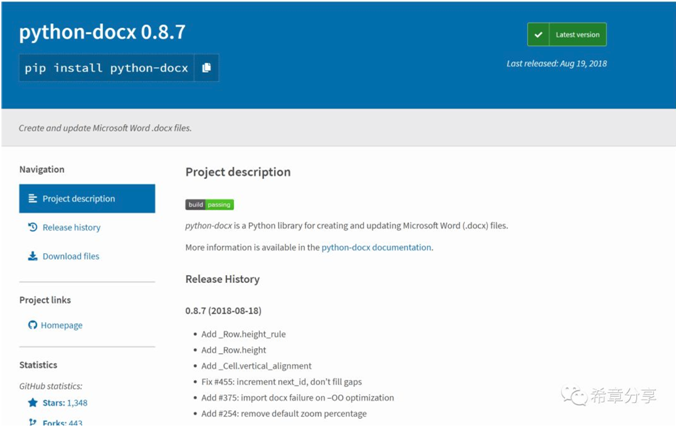 python-docx 0.8.7
Latest version
pip install python-docx
Last released: Aug 19, 2018
Create and update Microsoft Word .docx files.
Navigation
Project description
Release history
Download files
Project links
Homepage
Statistics
GitHub statistics:
Stars: 1,348
Forks: 443
Project description
build passing
python-docx is a Python library for creating and updating Microsoft Word (.docx) files.
More information is available in the python-docx documentation.
Release History
0.8.7 (2018-08-18)
Add _Row.height_rule
Add _Row.height
Add _Cell.vertical_alignment
Fix #455: increment next_id, don't fill gaps
Add #375: import docx failure on –OO optimization
Add #254: remove default zoom percentage
希章分享